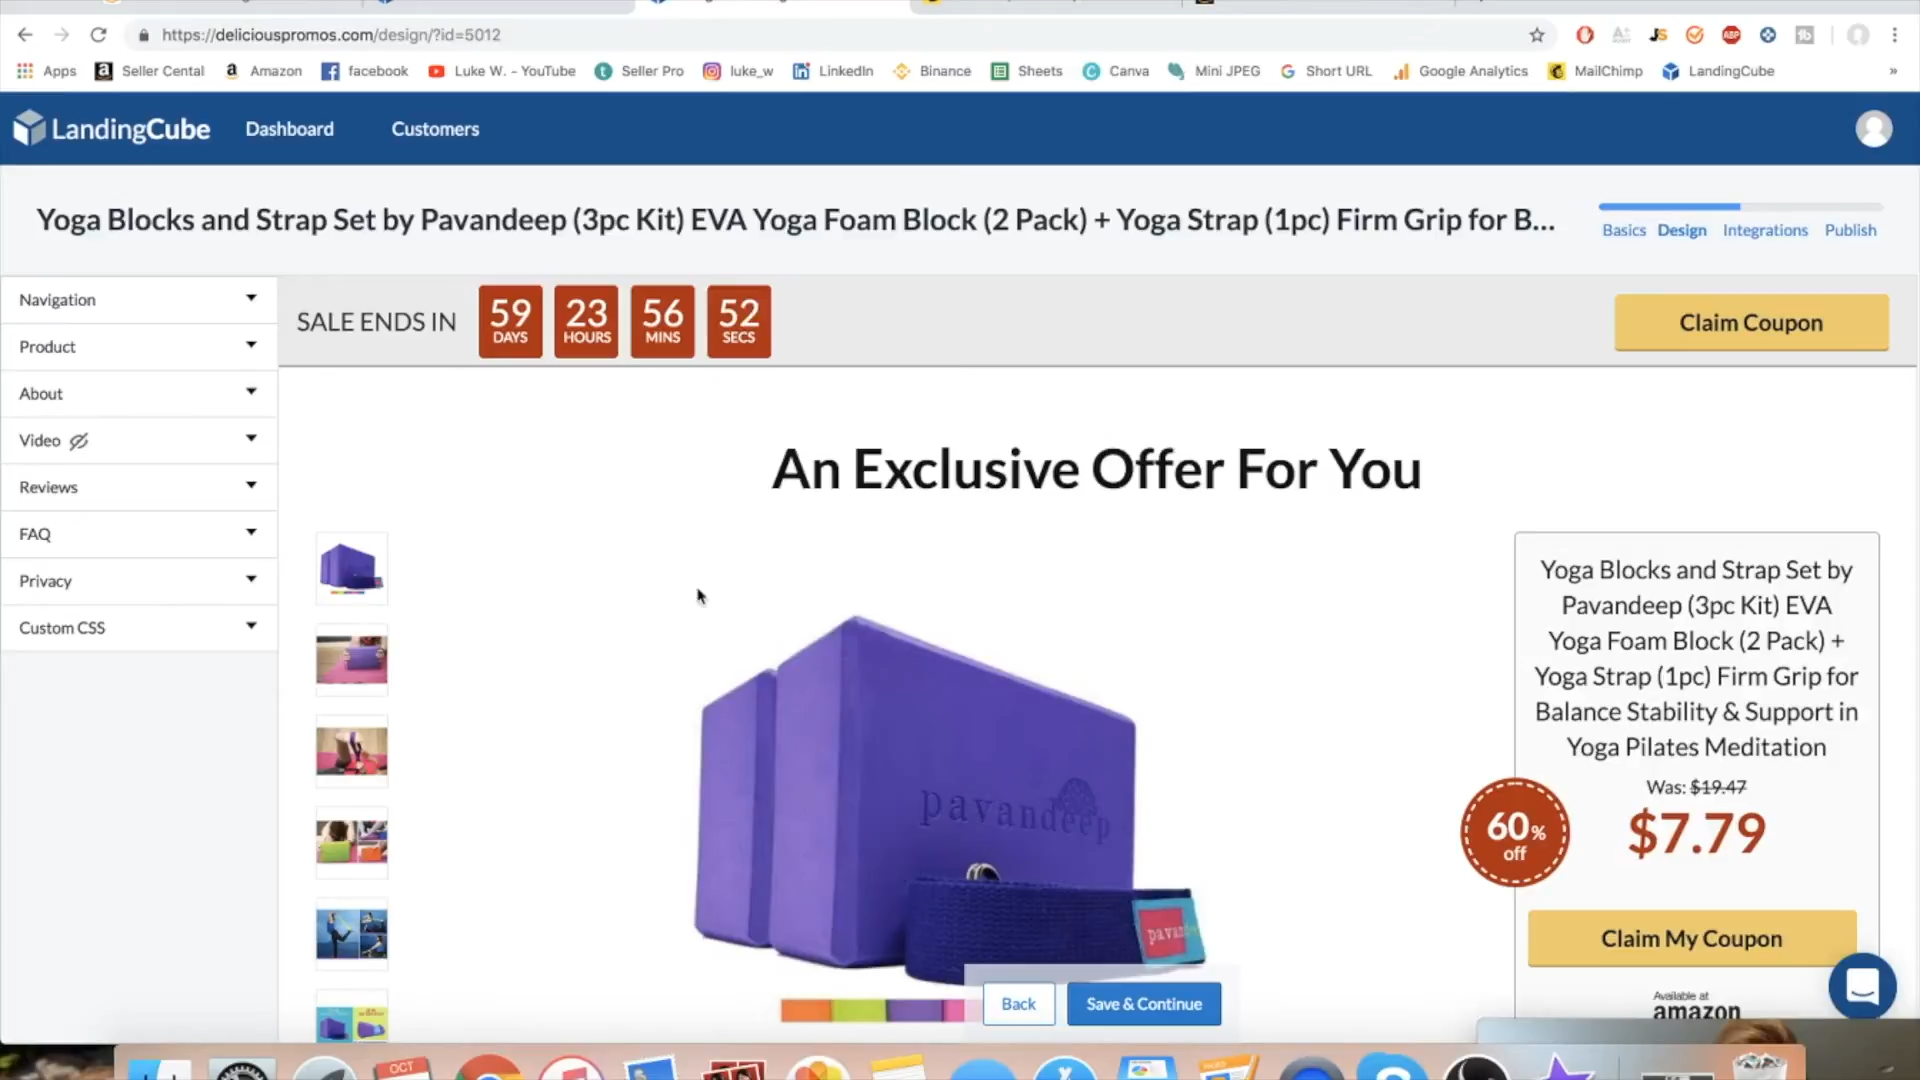 https://deliciouspromos.com/design/?id=5012
Apps Seller Cental Amazon facebook Luke W. - YouTube Seller Pro luke_w LinkedIn Binance Sheets Canva Mini JPEG Short URL Google Analytics MailChimp LandingCube »
LandingCube Dashboard Customers
Yoga Blocks and Strap Set by Pavandeep (3pc Kit) EVA Yoga Foam Block (2 Pack) + Yoga Strap (1pc) Firm Grip for B...
Basics Design Integrations Publish
Navigation
Product
About
Video
Reviews
FAQ
Privacy
Custom CSS
SALE ENDS IN
59 DAYS
23 HOURS
56 MINS
52 SECS
Claim Coupon
An Exclusive Offer For You
pavandeep
Yoga Blocks and Strap Set by
Pavandeep (3pc Kit) EVA
Yoga Foam Block (2 Pack) +
Yoga Strap (1pc) Firm Grip for
Balance Stability & Support in
Yoga Pilates Meditation
Was: $19.47
$7.79
60%
off
Claim My Coupon
Available at
amazon
Back
Save & Continue
OCT